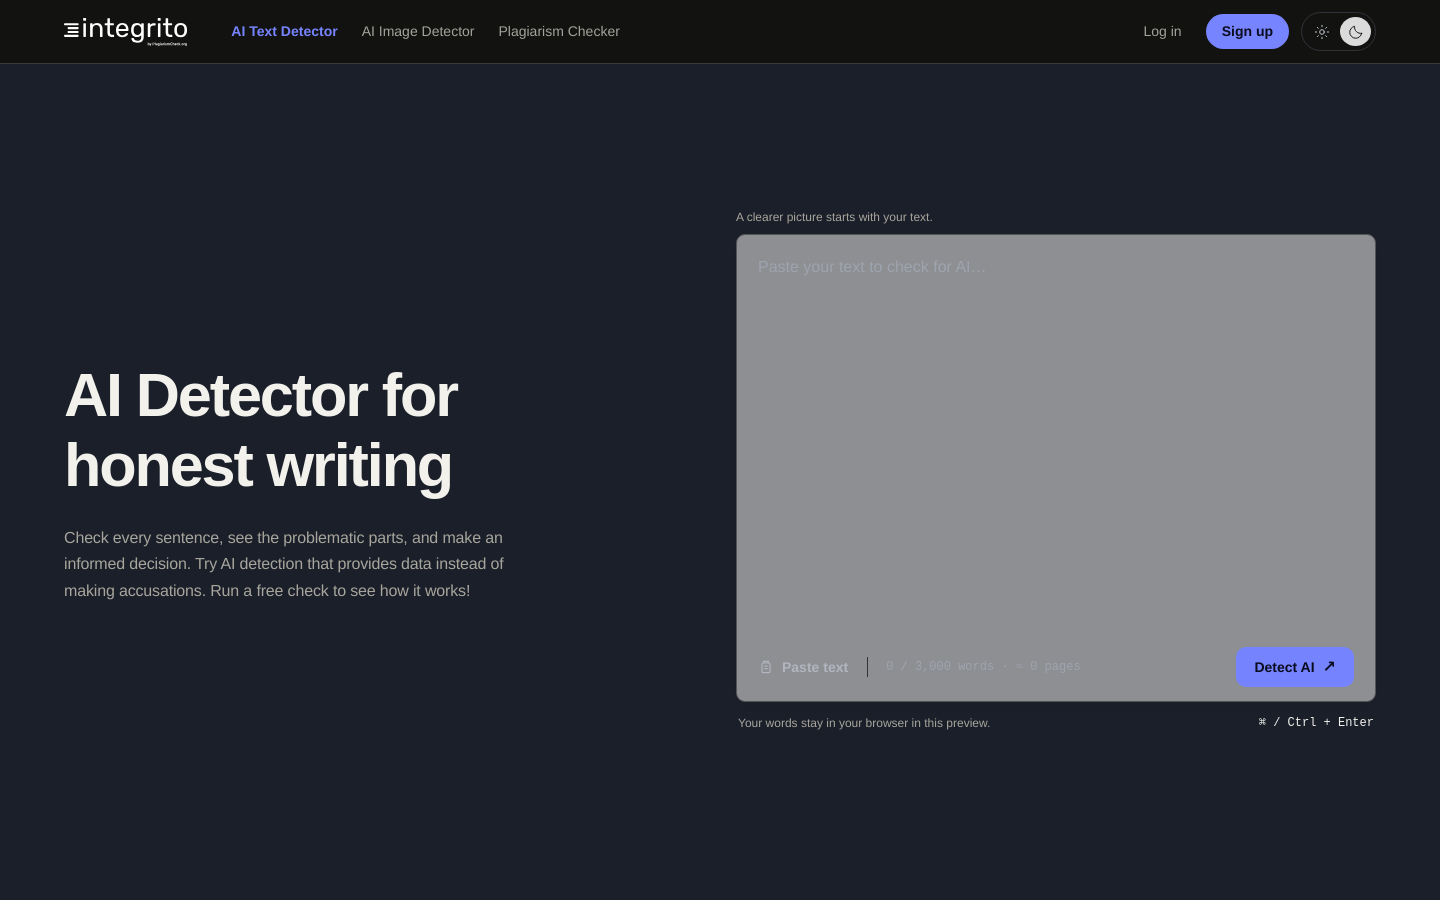 integrito
by PlagiarismCheck.org
AI Text Detector
AI Image Detector
Plagiarism Checker
Log in
Sign up
AI Detector for
honest writing
Check every sentence, see the problematic parts, and make an
informed decision. Try AI detection that provides data instead of
making accusations. Run a free check to see how it works!
A clearer picture starts with your text.
Paste your text to check for AI…
Paste text
0 / 3,000 words · ≈ 0 pages
Detect AI ↗
Your words stay in your browser in this preview.
⌘ / Ctrl + Enter